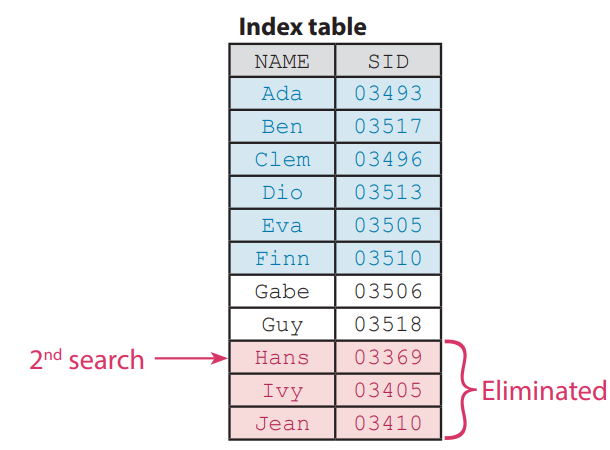 Index table
NAME SID
Ada 03493
Ben 03517
Clem 03496
Dio 03513
Eva 03505
Finn 03510
Gabe 03506
Guy 03518
2nd search Hans 03369
Ivy 03405 Eliminated
Jean 03410